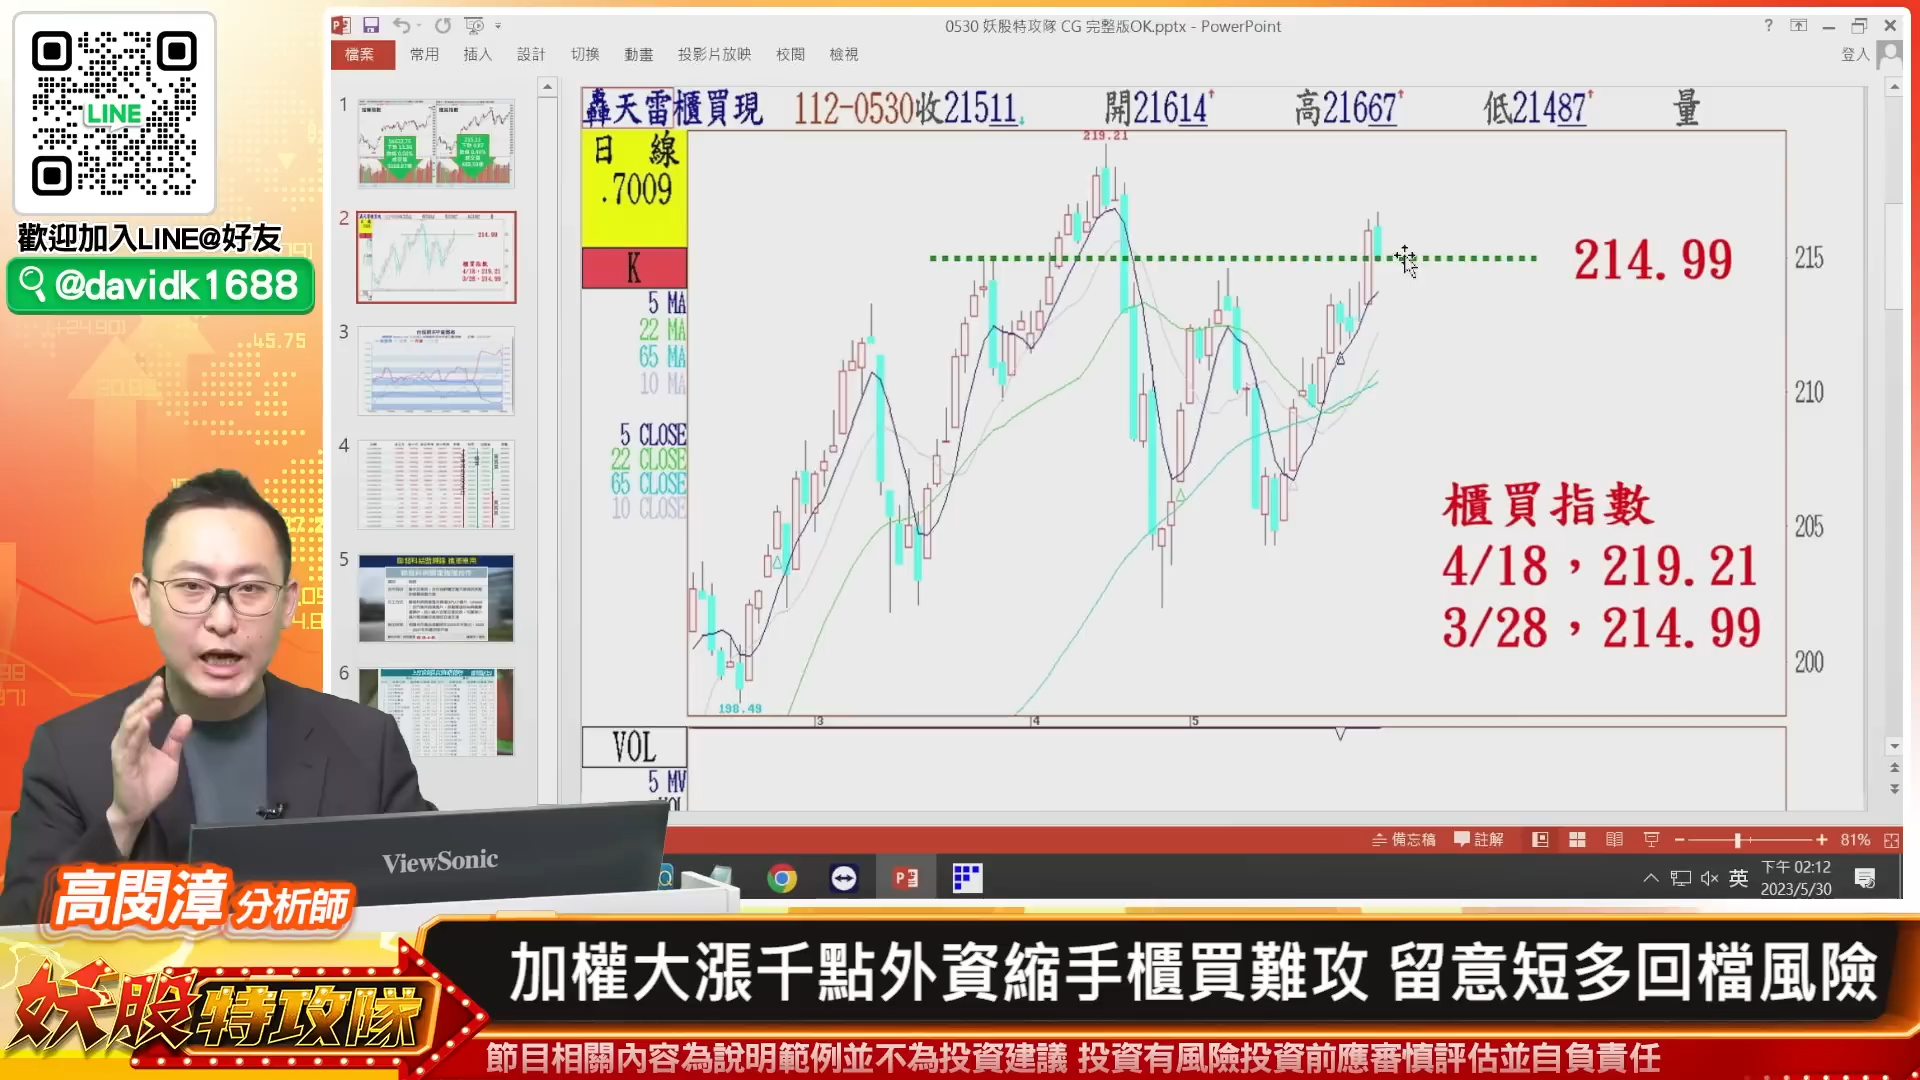 LINE
歡迎加入LINE@好友
@davidk1688
0530 妖股特攻隊 CG 完整版OK.pptx - PowerPoint
檔案 常用 插入 設計 切換 動畫 投影片放映 校閱 檢視
登入
1
2
3
4
5
6
轟天雷櫃買現 112-0530收21511 開21614 高21667 低21487 量
日 線
.7009
K
5 MA
22 MA
65 MA
10 MA
5 CLOSE
22 CLOSE
65 CLOSE
10 CLOSE
219.21
214.99
215
210
205
200
櫃買指數
4/18,219.21
3/28,214.99
198.49
3
4
5
VOL
5 MV
備忘稿 註解 81%
英
下午 02:12
2023/5/30
ViewSonic
高閔漳 分析師
妖股特攻隊
加權大漲千點外資縮手櫃買難攻 留意短多回檔風險
節目相關內容為說明範例並不為投資建議 投資有風險投資前應審慎評估並自負責任